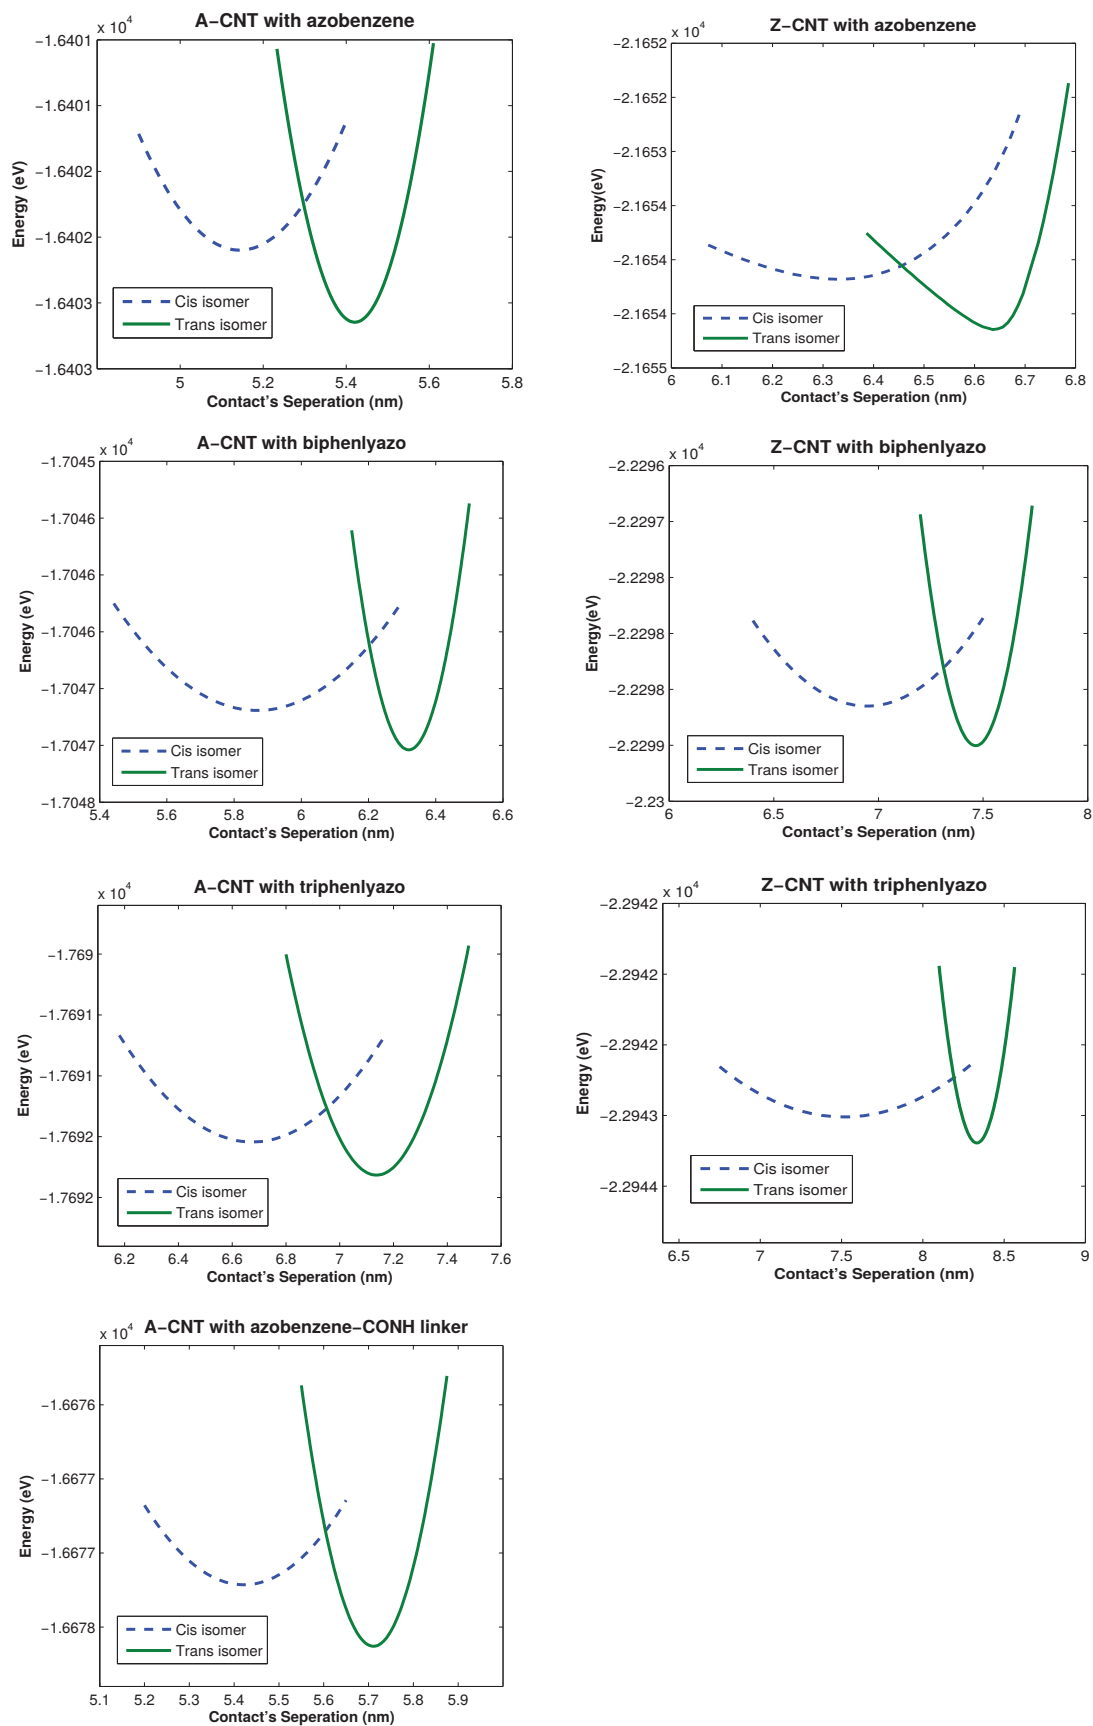 A−CNT with azobenzene
x 10^4
−1.6401
−1.6401
−1.6402
−1.6402
−1.6403
−1.6403
Energy (eV)
Cis isomer
Trans isomer
5 5.2 5.4 5.6 5.8
Contact's Seperation (nm)
Z−CNT with azobenzene
x 10^4
−2.1652
−2.1652
−2.1653
−2.1654
−2.1654
−2.1654
−2.1655
Energy(eV)
Cis isomer
Trans isomer
6 6.1 6.2 6.3 6.4 6.5 6.6 6.7 6.8
Contact's Seperation (nm)
A−CNT with biphenlyazo
x 10^4
−1.7045
−1.7046
−1.7046
−1.7046
−1.7047
−1.7047
−1.7048
Energy (eV)
Cis isomer
Trans isomer
5.4 5.6 5.8 6 6.2 6.4 6.6
Contact's Seperation (nm)
Z−CNT with biphenlyazo
x 10^4
−2.2296
−2.2297
−2.2298
−2.2298
−2.2298
−2.2299
−2.23
Energy(eV)
Cis isomer
Trans isomer
6 6.5 7 7.5 8
Contact's Seperation (nm)
A−CNT with triphenlyazo
x 10^4
−1.769
−1.7691
−1.7691
−1.7692
−1.7692
Energy (eV)
Cis isomer
Trans isomer
6.2 6.4 6.6 6.8 7 7.2 7.4 7.6
Contact's Seperation (nm)
Z−CNT with triphenlyazo
x 10^4
−2.2942
−2.2942
−2.2942
−2.2943
−2.2944
Energy (eV)
Cis isomer
Trans isomer
6.5 7 7.5 8 8.5 9
Contact's Seperation (nm)
A−CNT with azobenzene−CONH linker
x 10^4
−1.6676
−1.6677
−1.6677
−1.6678
Energy (eV)
Cis isomer
Trans isomer
5.1 5.2 5.3 5.4 5.5 5.6 5.7 5.8 5.9
Contact's Seperation (nm)